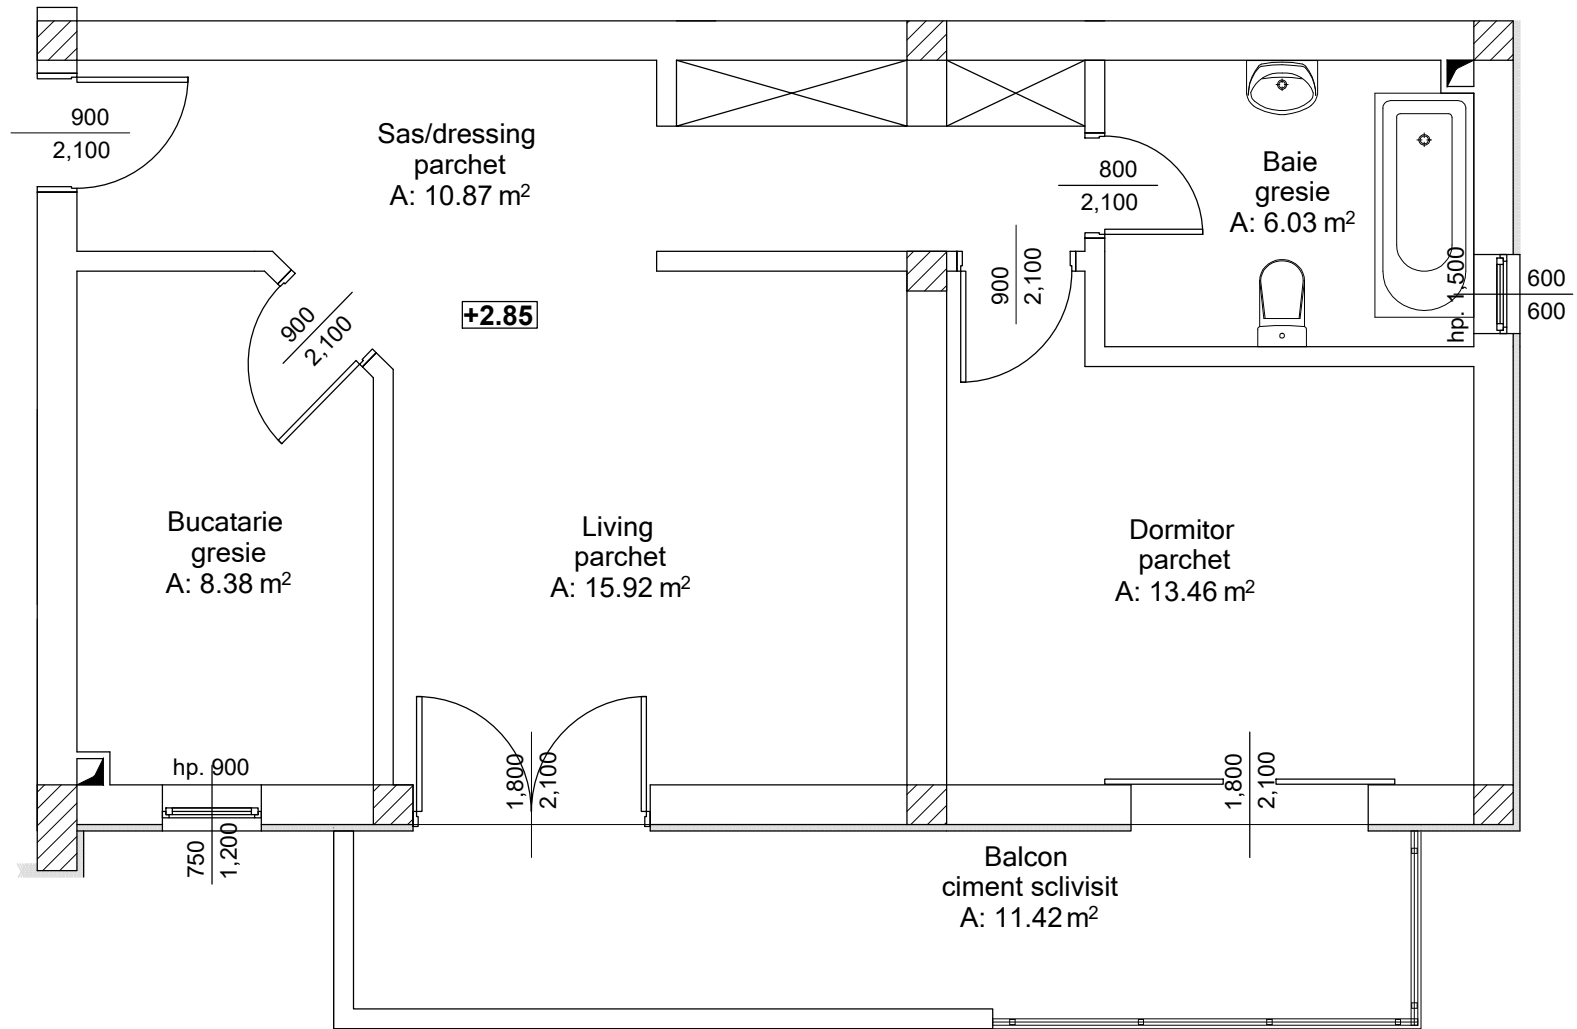 900
2,100
Sas/dressing
parchet
A: 10.87 m²
800
2,100
Baie
gresie
A: 6.03 m²
900
2,100
hp. 1,500
600
600
900
2,100
+2.85
Bucatarie
gresie
A: 8.38 m²
Living
parchet
A: 15.92 m²
Dormitor
parchet
A: 13.46 m²
hp. 900
750
1,200
1,800
2,100
1,800
2,100
Balcon
ciment sclivisit
A: 11.42 m²